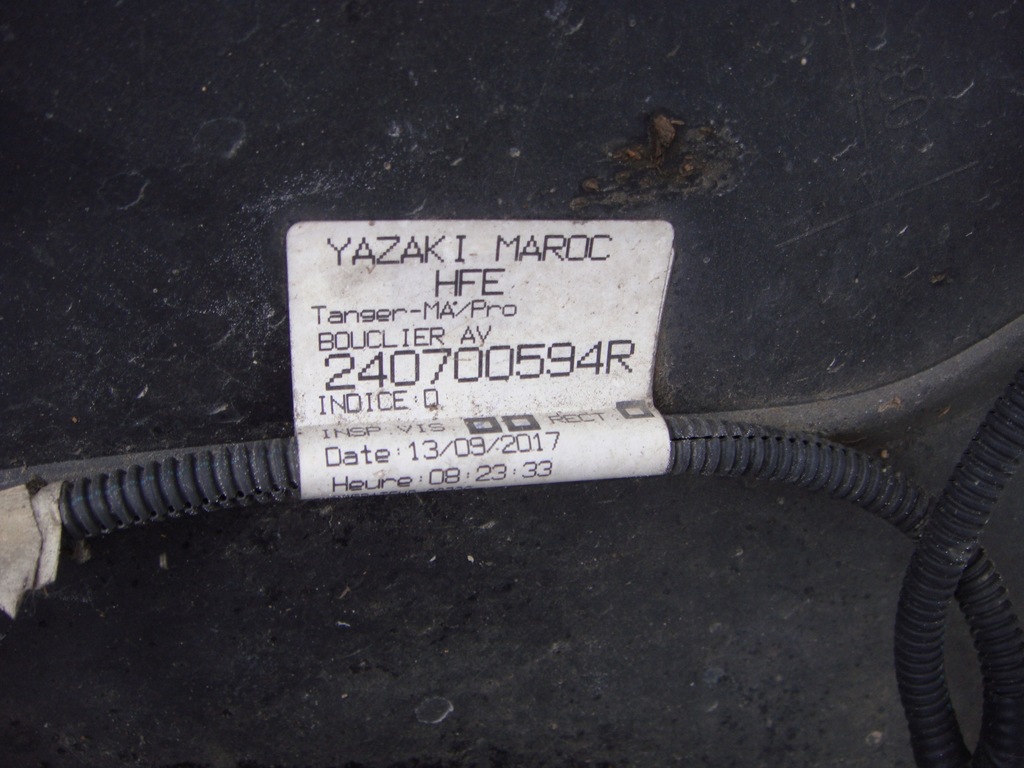 YAZAKI MAROC
HFE
Tanger-MA/Pro
BOUCLIER AV
240700594R
INDICE:Q
INSP VIS RECT
Date:13/09/2017
Heure:08:23:33